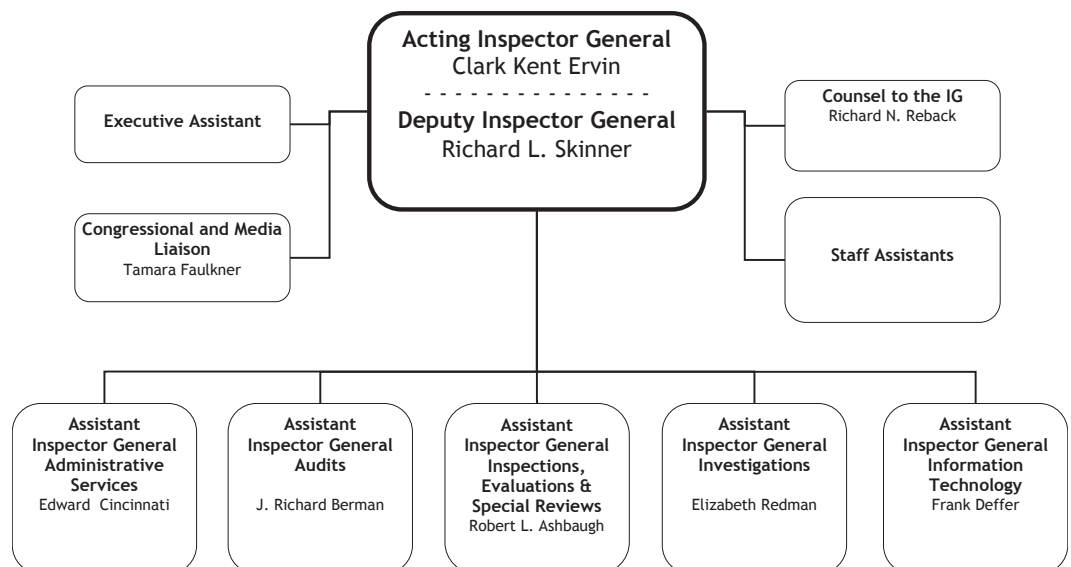 Acting Inspector General
Clark Kent Ervin
- - - - - - - - - - - - - - -
Deputy Inspector General
Richard L. Skinner
Executive Assistant
Congressional and Media
Liaison
Tamara Faulkner
Counsel to the IG
Richard N. Reback
Staff Assistants
Assistant
Inspector General
Administrative
Services
Edward Cincinnati
Assistant
Inspector General
Audits
J. Richard Berman
Assistant
Inspector General
Inspections,
Evaluations &
Special Reviews
Robert L. Ashbaugh
Assistant
Inspector General
Investigations
Elizabeth Redman
Assistant
Inspector General
Information
Technology
Frank Deffer